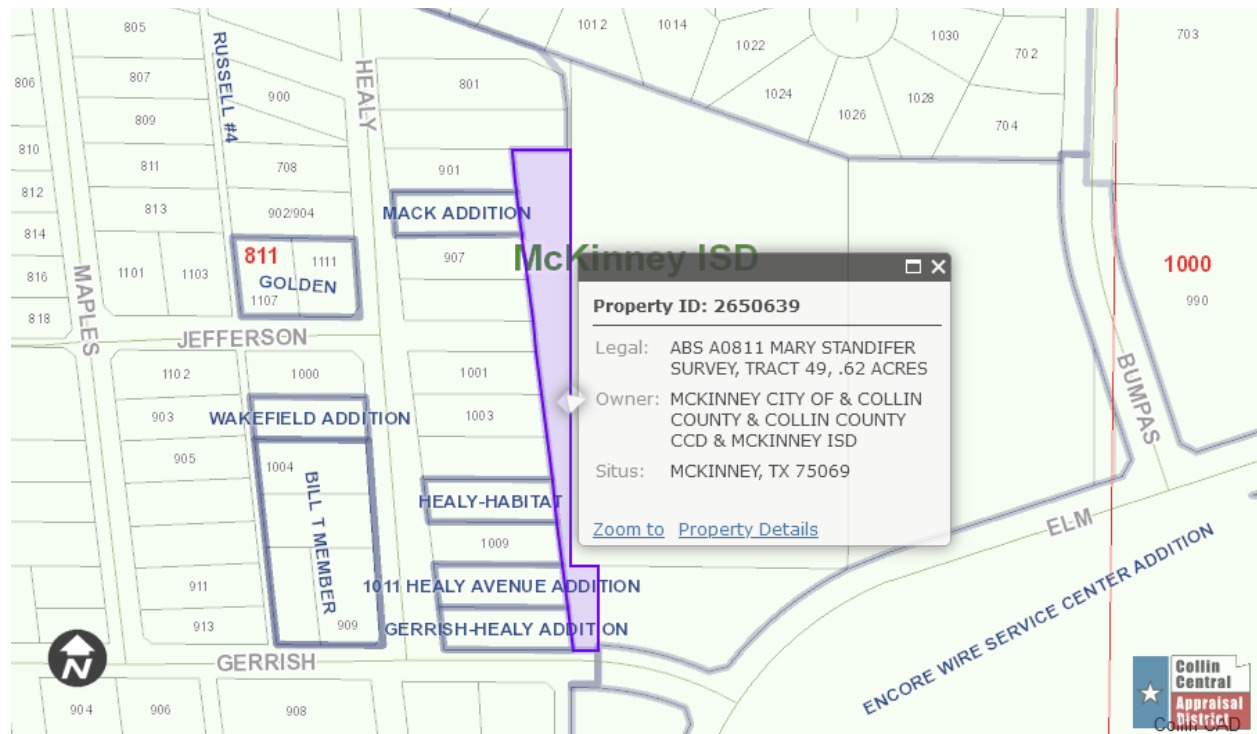 805
RUSSELL #4
HEALY
801
1012
1014
1022
1030
702
703
806
807
900
1024
1028
809
1026
704
810
811
708
901
812
813
902/904
MACK ADDITION
814
811
1111
907
McKinney ISD
816
MAPLES
1101
1103
GOLDEN
1107
1000
990
818
JEFFERSON
Property ID: 2650639
Legal: ABS A0811 MARY STANDIFER
SURVEY, TRACT 49, .62 ACRES
Owner: MCKINNEY CITY OF & COLLIN
COUNTY & COLLIN COUNTY
CCD & MCKINNEY ISD
Situs: MCKINNEY, TX 75069
Zoom to Property Details
1102
1000
1001
BUMPAS
903
WAKEFIELD ADDITION
1003
905
1004
BILL T MEMBER
HEALY-HABITAT
ELM
1009
911
1011 HEALY AVENUE ADDITION
913
909
GERRISH-HEALY ADDITION
ENCORE WIRE SERVICE CENTER ADDITION
N
GERRISH
904
906
908
Collin
Central
Appraisal
District
Collin CAD